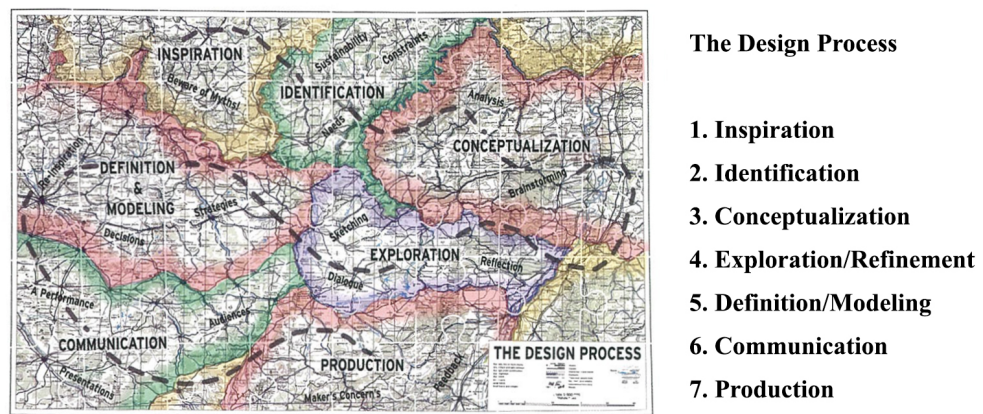 INSPIRATION
Beware of Myths!
Sustainability
Constraints
IDENTIFICATION
Needs
Analysis
CONCEPTUALIZATION
Brainstorming
Re-Inspiration
DEFINITION
&
MODELING
Strategies
Decisions
Sketching
EXPLORATION
Reflection
Dialogue
A Performance
Audiences
COMMUNICATION
Presentations
PRODUCTION
Maker's Concern's
Feedback
THE DESIGN PROCESS
The Design Process
1. Inspiration
2. Identification
3. Conceptualization
4. Exploration/Refinement
5. Definition/Modeling
6. Communication
7. Production